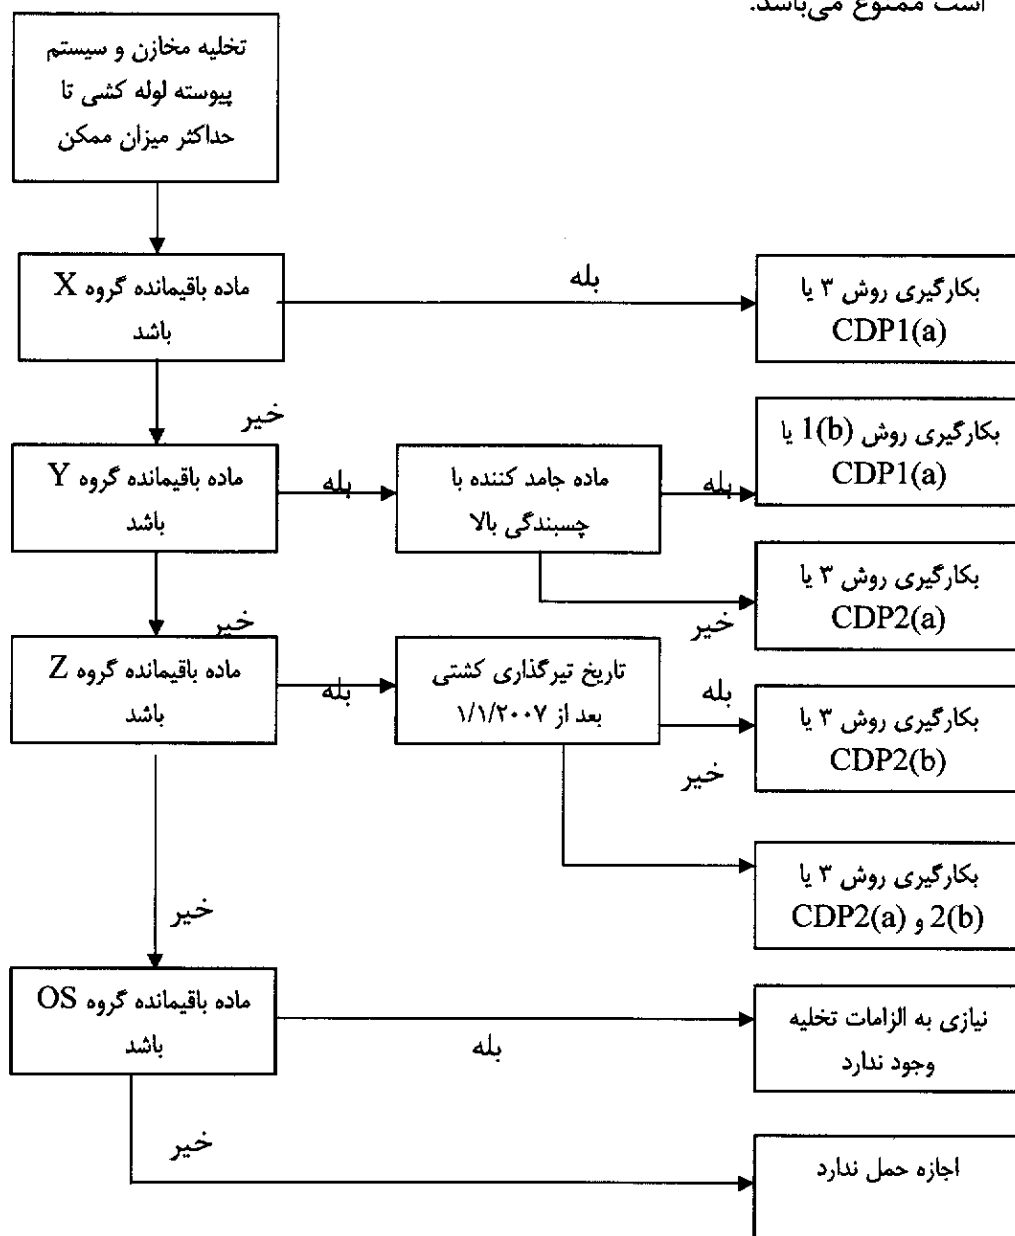 است ممنوع می‌باشد.
تخلیه مخازن و سیستم
پیوسته لوله کشی تا
حداکثر میزان ممکن
ماده باقیمانده گروه X
باشد
بله
بکارگیری روش ۳ یا
CDP1(a)
خیر
ماده باقیمانده گروه Y
باشد
بله
ماده جامد کننده با
چسبندگی بالا
بله
بکارگیری روش 1(b) یا
CDP1(a)
خیر
بکارگیری روش ۳ یا
CDP2(a)
خیر
ماده باقیمانده گروه Z
باشد
بله
تاریخ تیرگذاری کشتی
بعد از ۱/۱/۲۰۰۷
بله
بکارگیری روش ۳ یا
CDP2(b)
خیر
بکارگیری روش ۳ یا
CDP2(a) و 2(b)
خیر
ماده باقیمانده گروه OS
باشد
بله
نیازی به الزامات تخلیه
وجود ندارد
خیر
اجازه حمل ندارد